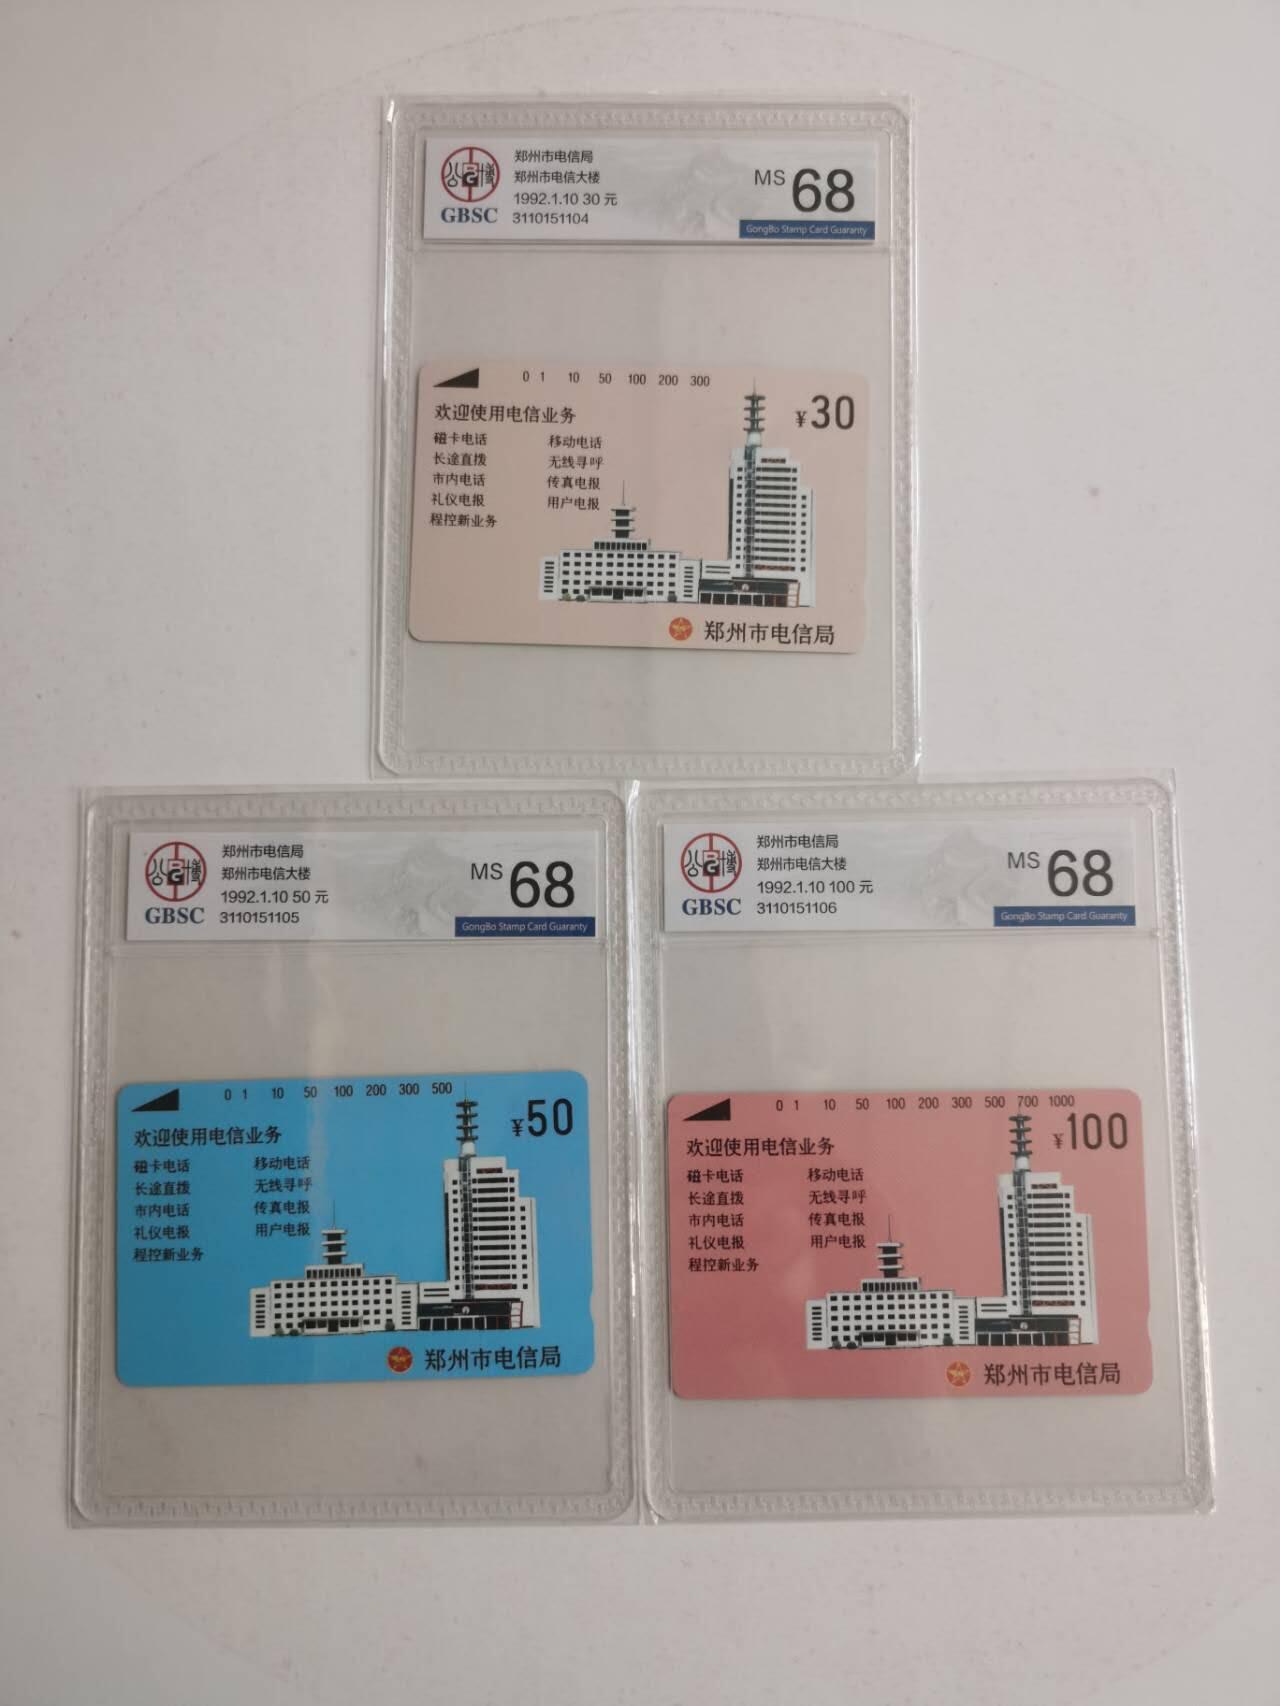 郑州市电信局
郑州市电信大楼
1992.1.10 30 元
3110151104
GBSC
MS 68
GongBo Stamp Card Guaranty
0 1 10 50 100 200 300
¥30
欢迎使用电信业务
磁卡电话 移动电话
长途直拨 无线寻呼
市内电话 传真电报
礼仪电报 用户电报
程控新业务
郑州市电信局
郑州市电信局
郑州市电信大楼
1992.1.10 50 元
3110151105
GBSC
MS 68
GongBo Stamp Card Guaranty
0 1 10 50 100 200 300 500
¥50
欢迎使用电信业务
磁卡电话 移动电话
长途直拨 无线寻呼
市内电话 传真电报
礼仪电报 用户电报
程控新业务
郑州市电信局
郑州市电信局
郑州市电信大楼
1992.1.10 100 元
3110151106
GBSC
MS 68
GongBo Stamp Card Guaranty
0 1 10 50 100 200 300 500 700 1000
¥100
欢迎使用电信业务
磁卡电话 移动电话
长途直拨 无线寻呼
市内电话 传真电报
礼仪电报 用户电报
程控新业务
郑州市电信局